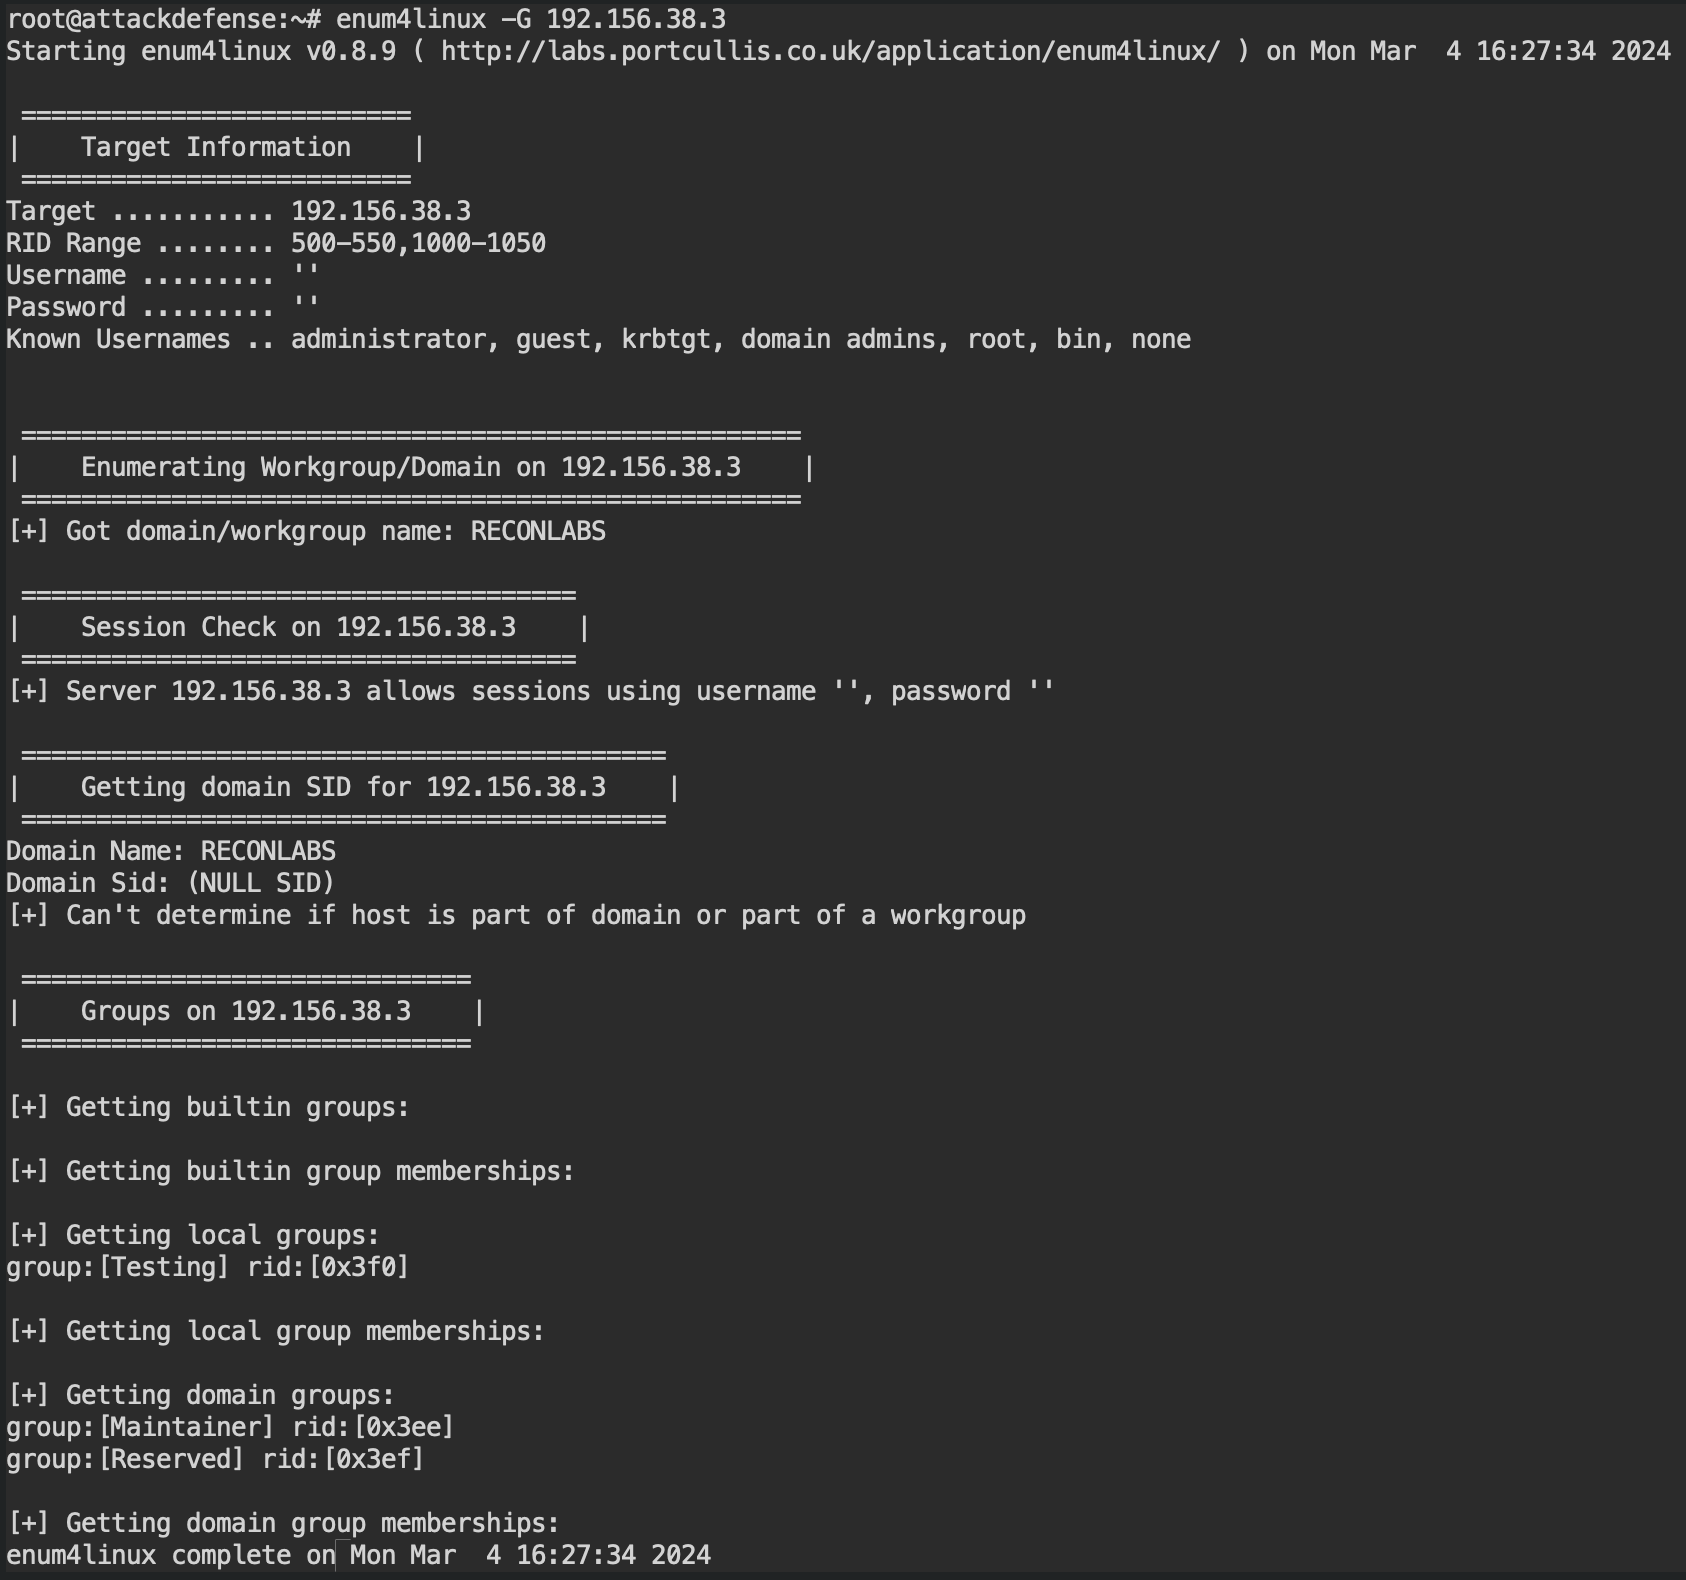 root@attackdefense:~# enum4linux -G 192.156.38.3
Starting enum4linux v0.8.9 ( http://labs.portcullis.co.uk/application/enum4linux/ ) on Mon Mar  4 16:27:34 2024

 ==========================
|    Target Information    |
 ==========================
Target ........... 192.156.38.3
RID Range ........ 500-550,1000-1050
Username ......... ''
Password ......... ''
Known Usernames .. administrator, guest, krbtgt, domain admins, root, bin, none


 ====================================================
|    Enumerating Workgroup/Domain on 192.156.38.3    |
 ====================================================
[+] Got domain/workgroup name: RECONLABS

 =====================================
|    Session Check on 192.156.38.3    |
 =====================================
[+] Server 192.156.38.3 allows sessions using username '', password ''

 ===========================================
|    Getting domain SID for 192.156.38.3    |
 ===========================================
Domain Name: RECONLABS
Domain Sid: (NULL SID)
[+] Can't determine if host is part of domain or part of a workgroup

 ==============================
|    Groups on 192.156.38.3    |
 ==============================

[+] Getting builtin groups:

[+] Getting builtin group memberships:

[+] Getting local groups:
group:[Testing] rid:[0x3f0]

[+] Getting local group memberships:

[+] Getting domain groups:
group:[Maintainer] rid:[0x3ee]
group:[Reserved] rid:[0x3ef]

[+] Getting domain group memberships:
enum4linux complete on Mon Mar  4 16:27:34 2024